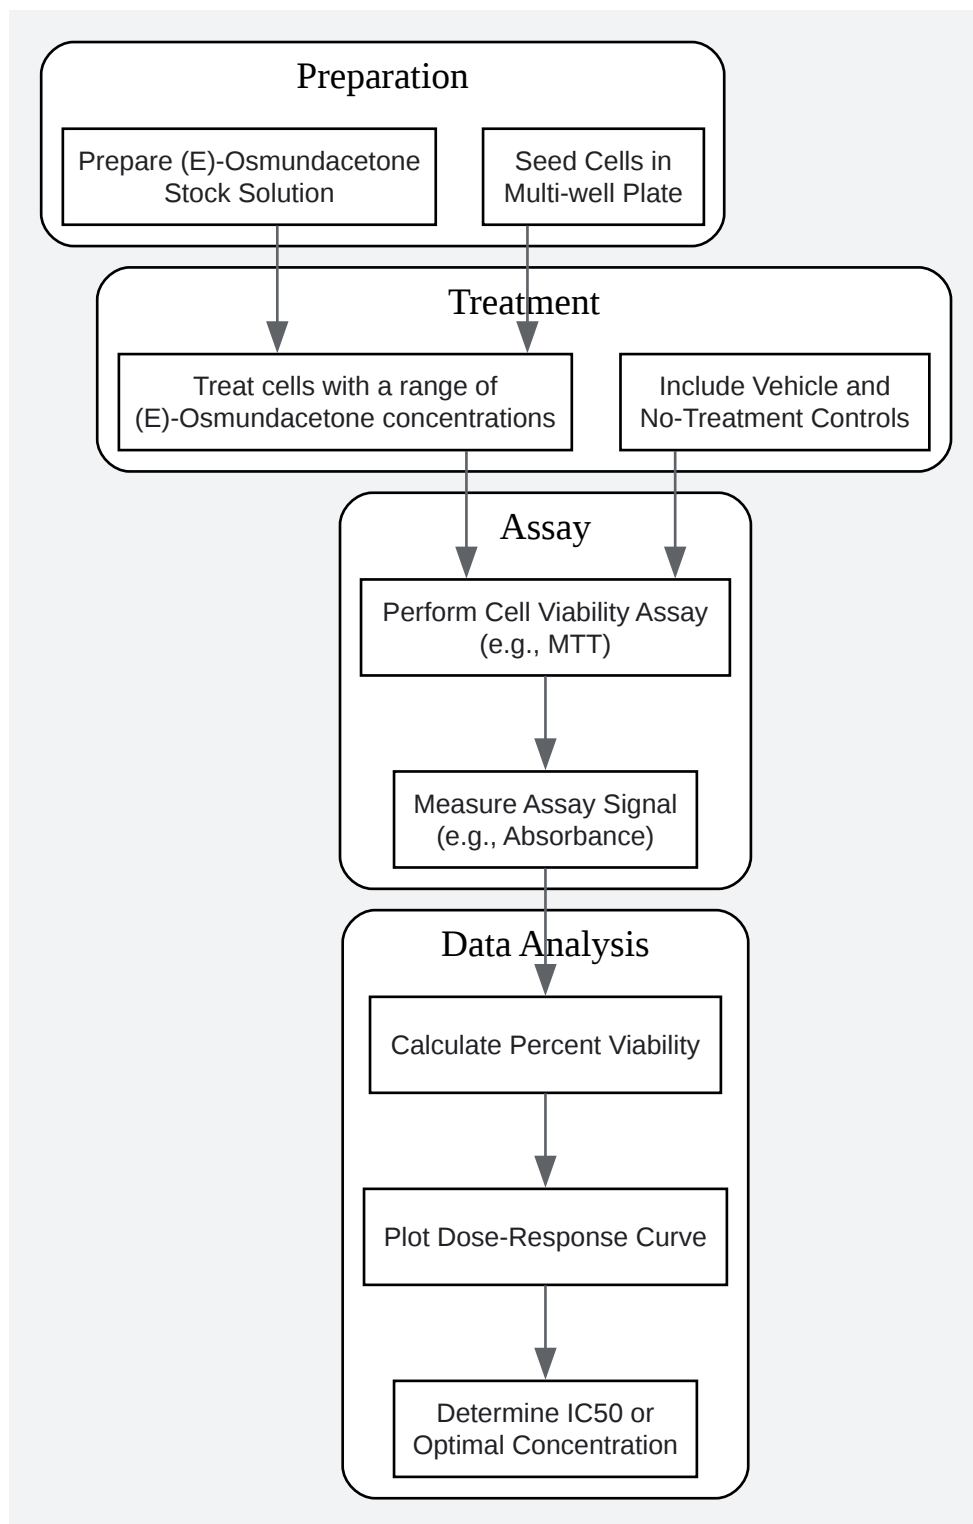 Preparation
Prepare (E)-Osmundacetone
Stock Solution
Seed Cells in
Multi-well Plate
Treatment
Treat cells with a range of
(E)-Osmundacetone concentrations
Include Vehicle and
No-Treatment Controls
Assay
Perform Cell Viability Assay
(e.g., MTT)
Measure Assay Signal
(e.g., Absorbance)
Data Analysis
Calculate Percent Viability
Plot Dose-Response Curve
Determine IC50 or
Optimal Concentration